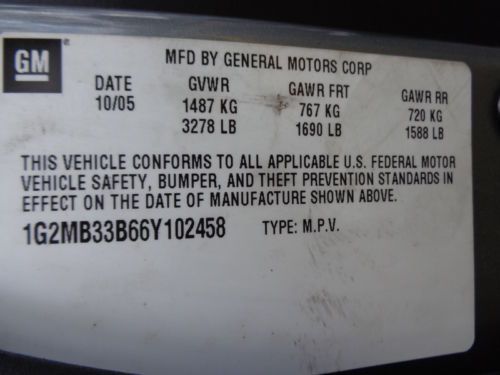 GM
MFD BY GENERAL MOTORS CORP
DATE GVWR GAWR FRT GAWR RR
10/05 1487 KG 767 KG 720 KG
3278 LB 1690 LB 1588 LB
THIS VEHICLE CONFORMS TO ALL APPLICABLE U.S. FEDERAL MOTOR
VEHICLE SAFETY, BUMPER, AND THEFT PREVENTION STANDARDS IN
EFFECT ON THE DATE OF MANUFACTURE SHOWN ABOVE.
1G2MB33B66Y102458 TYPE: M.P.V.